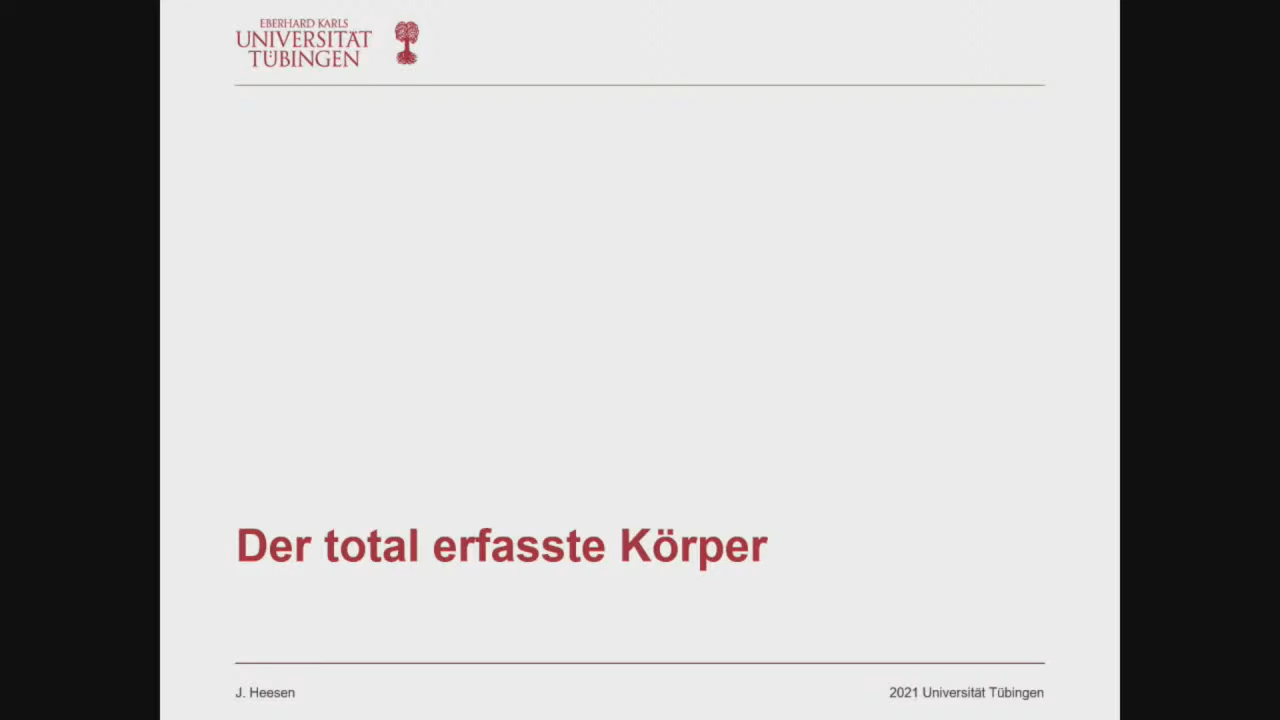 EBERHARD KARLS
UNIVERSITÄT
TÜBINGEN
Der total erfasste Körper
J. Heesen
2021 Universität Tübingen